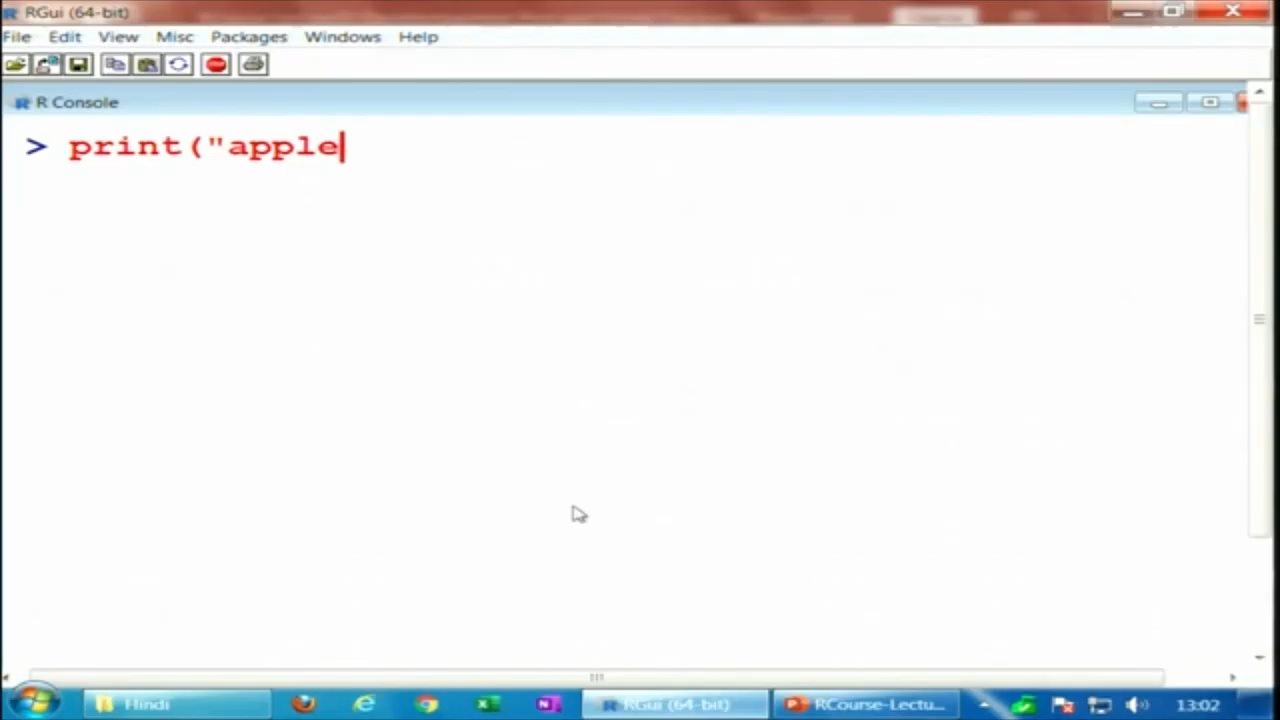 RGui (64-bit)
File Edit View Misc Packages Windows Help
STOP
R Console
> print("apple
Hindi
RGui (64-bit)
RCourse-Lectu...
13:02